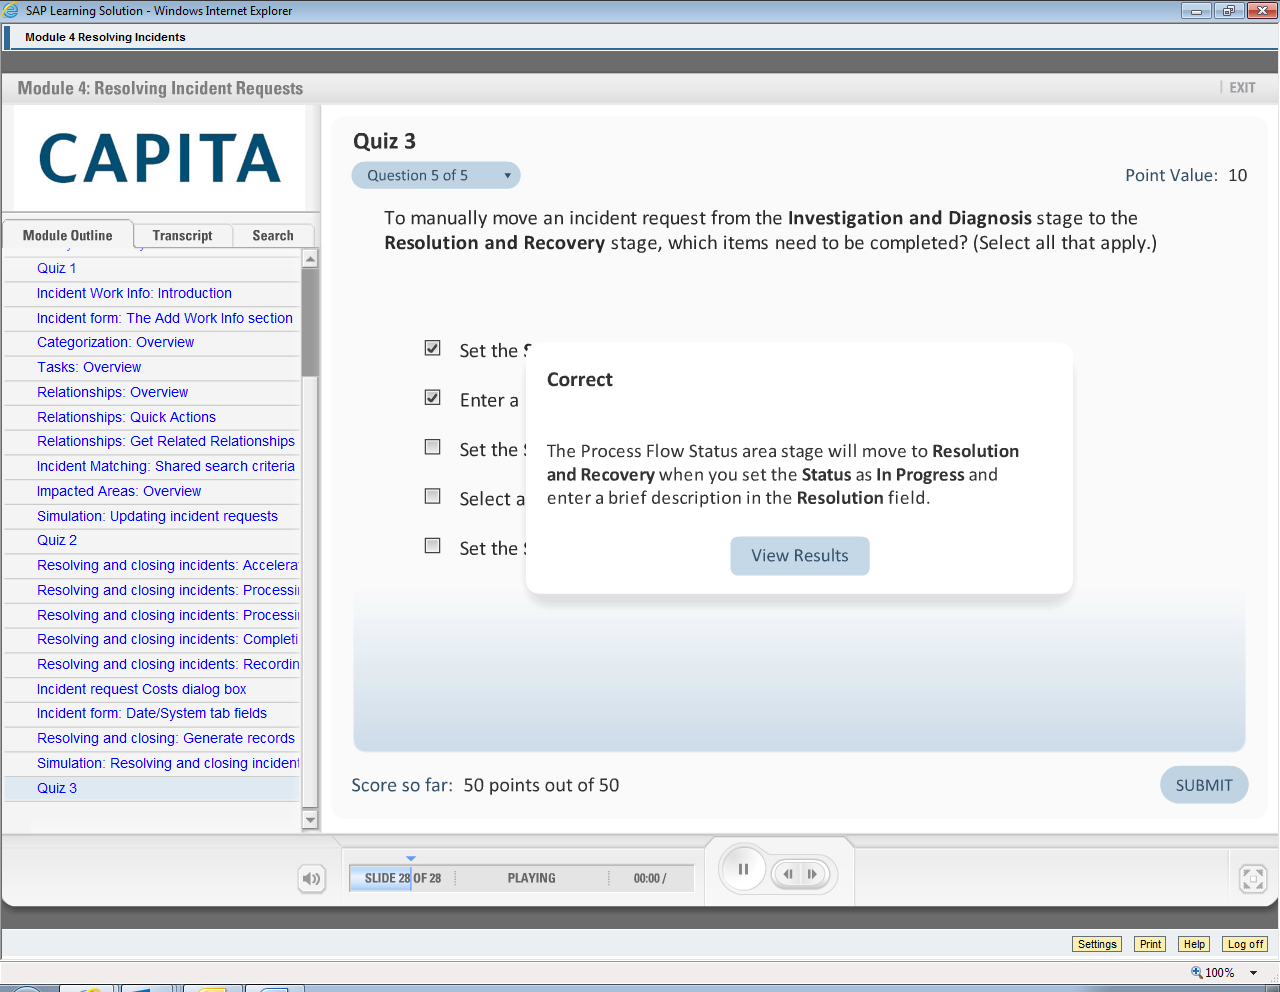 SAP Learning Solution - Windows Internet Explorer
Module 4 Resolving Incidents
Module 4: Resolving Incident Requests
EXIT
CAPITA
Module Outline
Transcript
Search
Quiz 1
Incident Work Info: Introduction
Incident form: The Add Work Info section
Categorization: Overview
Tasks: Overview
Relationships: Overview
Relationships: Quick Actions
Relationships: Get Related Relationships
Incident Matching: Shared search criteria
Impacted Areas: Overview
Simulation: Updating incident requests
Quiz 2
Resolving and closing incidents: Accelera
Resolving and closing incidents: Processi
Resolving and closing incidents: Processi
Resolving and closing incidents: Completi
Resolving and closing incidents: Recordin
Incident request Costs dialog box
Incident form: Date/System tab fields
Resolving and closing: Generate records
Simulation: Resolving and closing incident
Quiz 3
Quiz 3
Question 5 of 5
Point Value: 10
To manually move an incident request from the Investigation and Diagnosis stage to the
Resolution and Recovery stage, which items need to be completed? (Select all that apply.)
Set the S
Enter a
Set the S
Select a
Set the S
Correct
The Process Flow Status area stage will move to Resolution
and Recovery when you set the Status as In Progress and
enter a brief description in the Resolution field.
View Results
Score so far: 50 points out of 50
SUBMIT
SLIDE 28 OF 28
PLAYING
00:00 /
Settings
Print
Help
Log off
100%